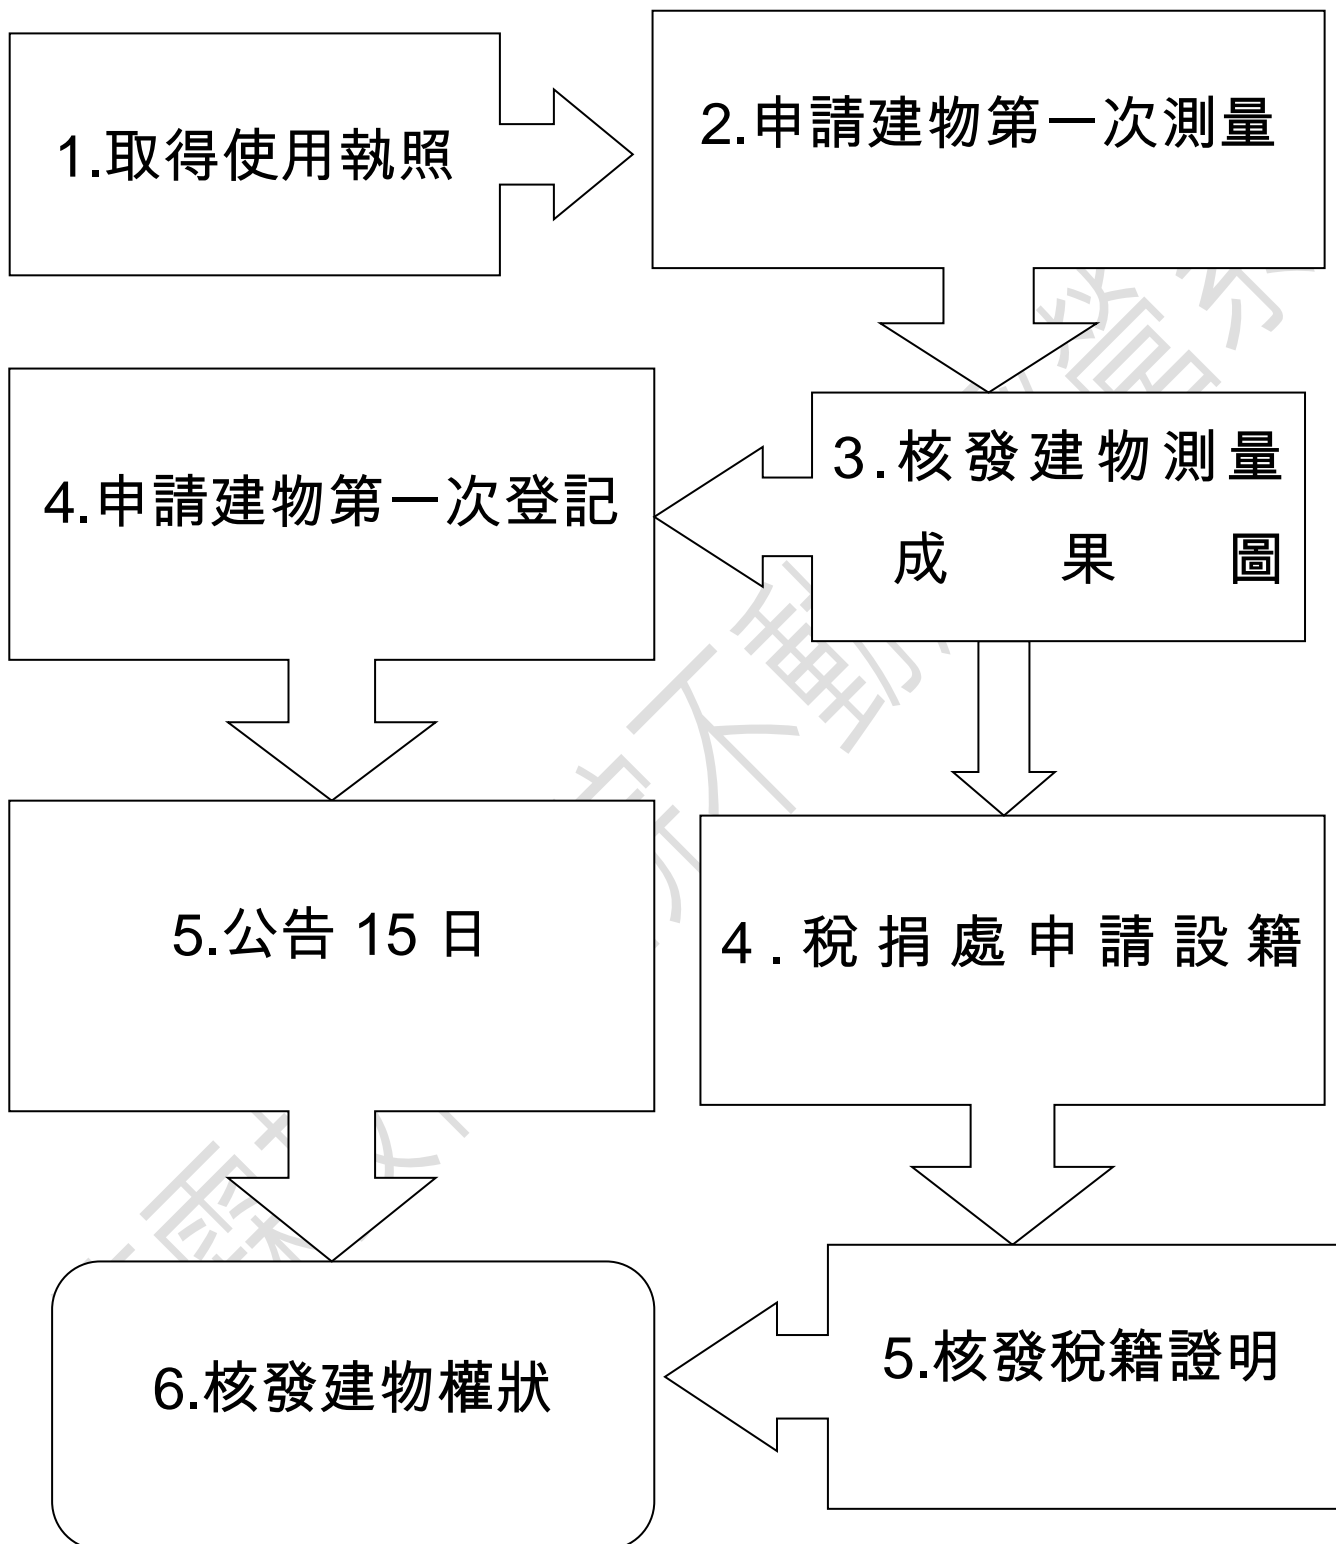 1.取得使用執照
2.申請建物第一次測量
3.核發建物測量
成果圖
4.申請建物第一次登記
5.公告 15 日
4.稅捐處申請設籍
5.核發稅籍證明
6.核發建物權狀